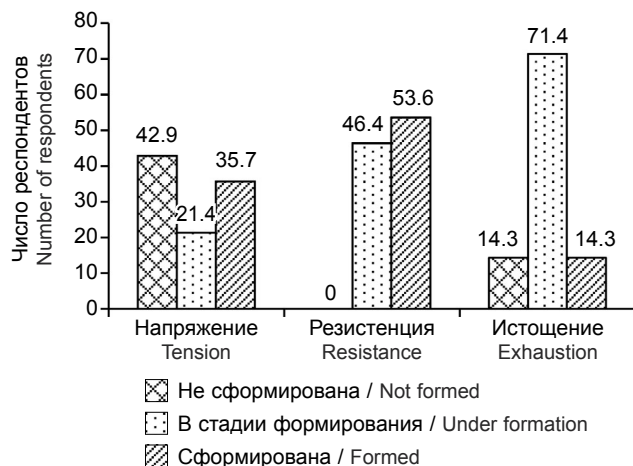 Число респондентов
Number of respondents
80
70
60
50
40
30
20
10
0
42.9
21.4
35.7
0
46.4
53.6
14.3
71.4
14.3
Напряжение
Tension
Резистенция
Resistance
Истощение
Exhaustion
Не сформирована / Not formed
В стадии формирования / Under formation
Сформирована / Formed